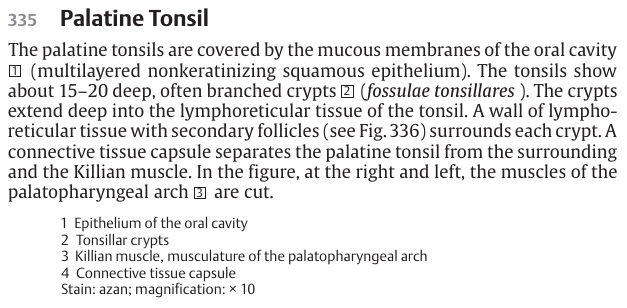 335 Palatine Tonsil
The palatine tonsils are covered by the mucous membranes of the oral cavity
1 (multilayered nonkeratinizing squamous epithelium). The tonsils show
about 15–20 deep, often branched crypts 2 (fossulae tonsillares ). The crypts
extend deep into the lymphoreticular tissue of the tonsil. A wall of lympho-
reticular tissue with secondary follicles (see Fig. 336) surrounds each crypt. A
connective tissue capsule separates the palatine tonsil from the surrounding
and the Killian muscle. In the figure, at the right and left, the muscles of the
palatopharyngeal arch 3 are cut.
1 Epithelium of the oral cavity
2 Tonsillar crypts
3 Killian muscle, musculature of the palatopharyngeal arch
4 Connective tissue capsule
Stain: azan; magnification: × 10